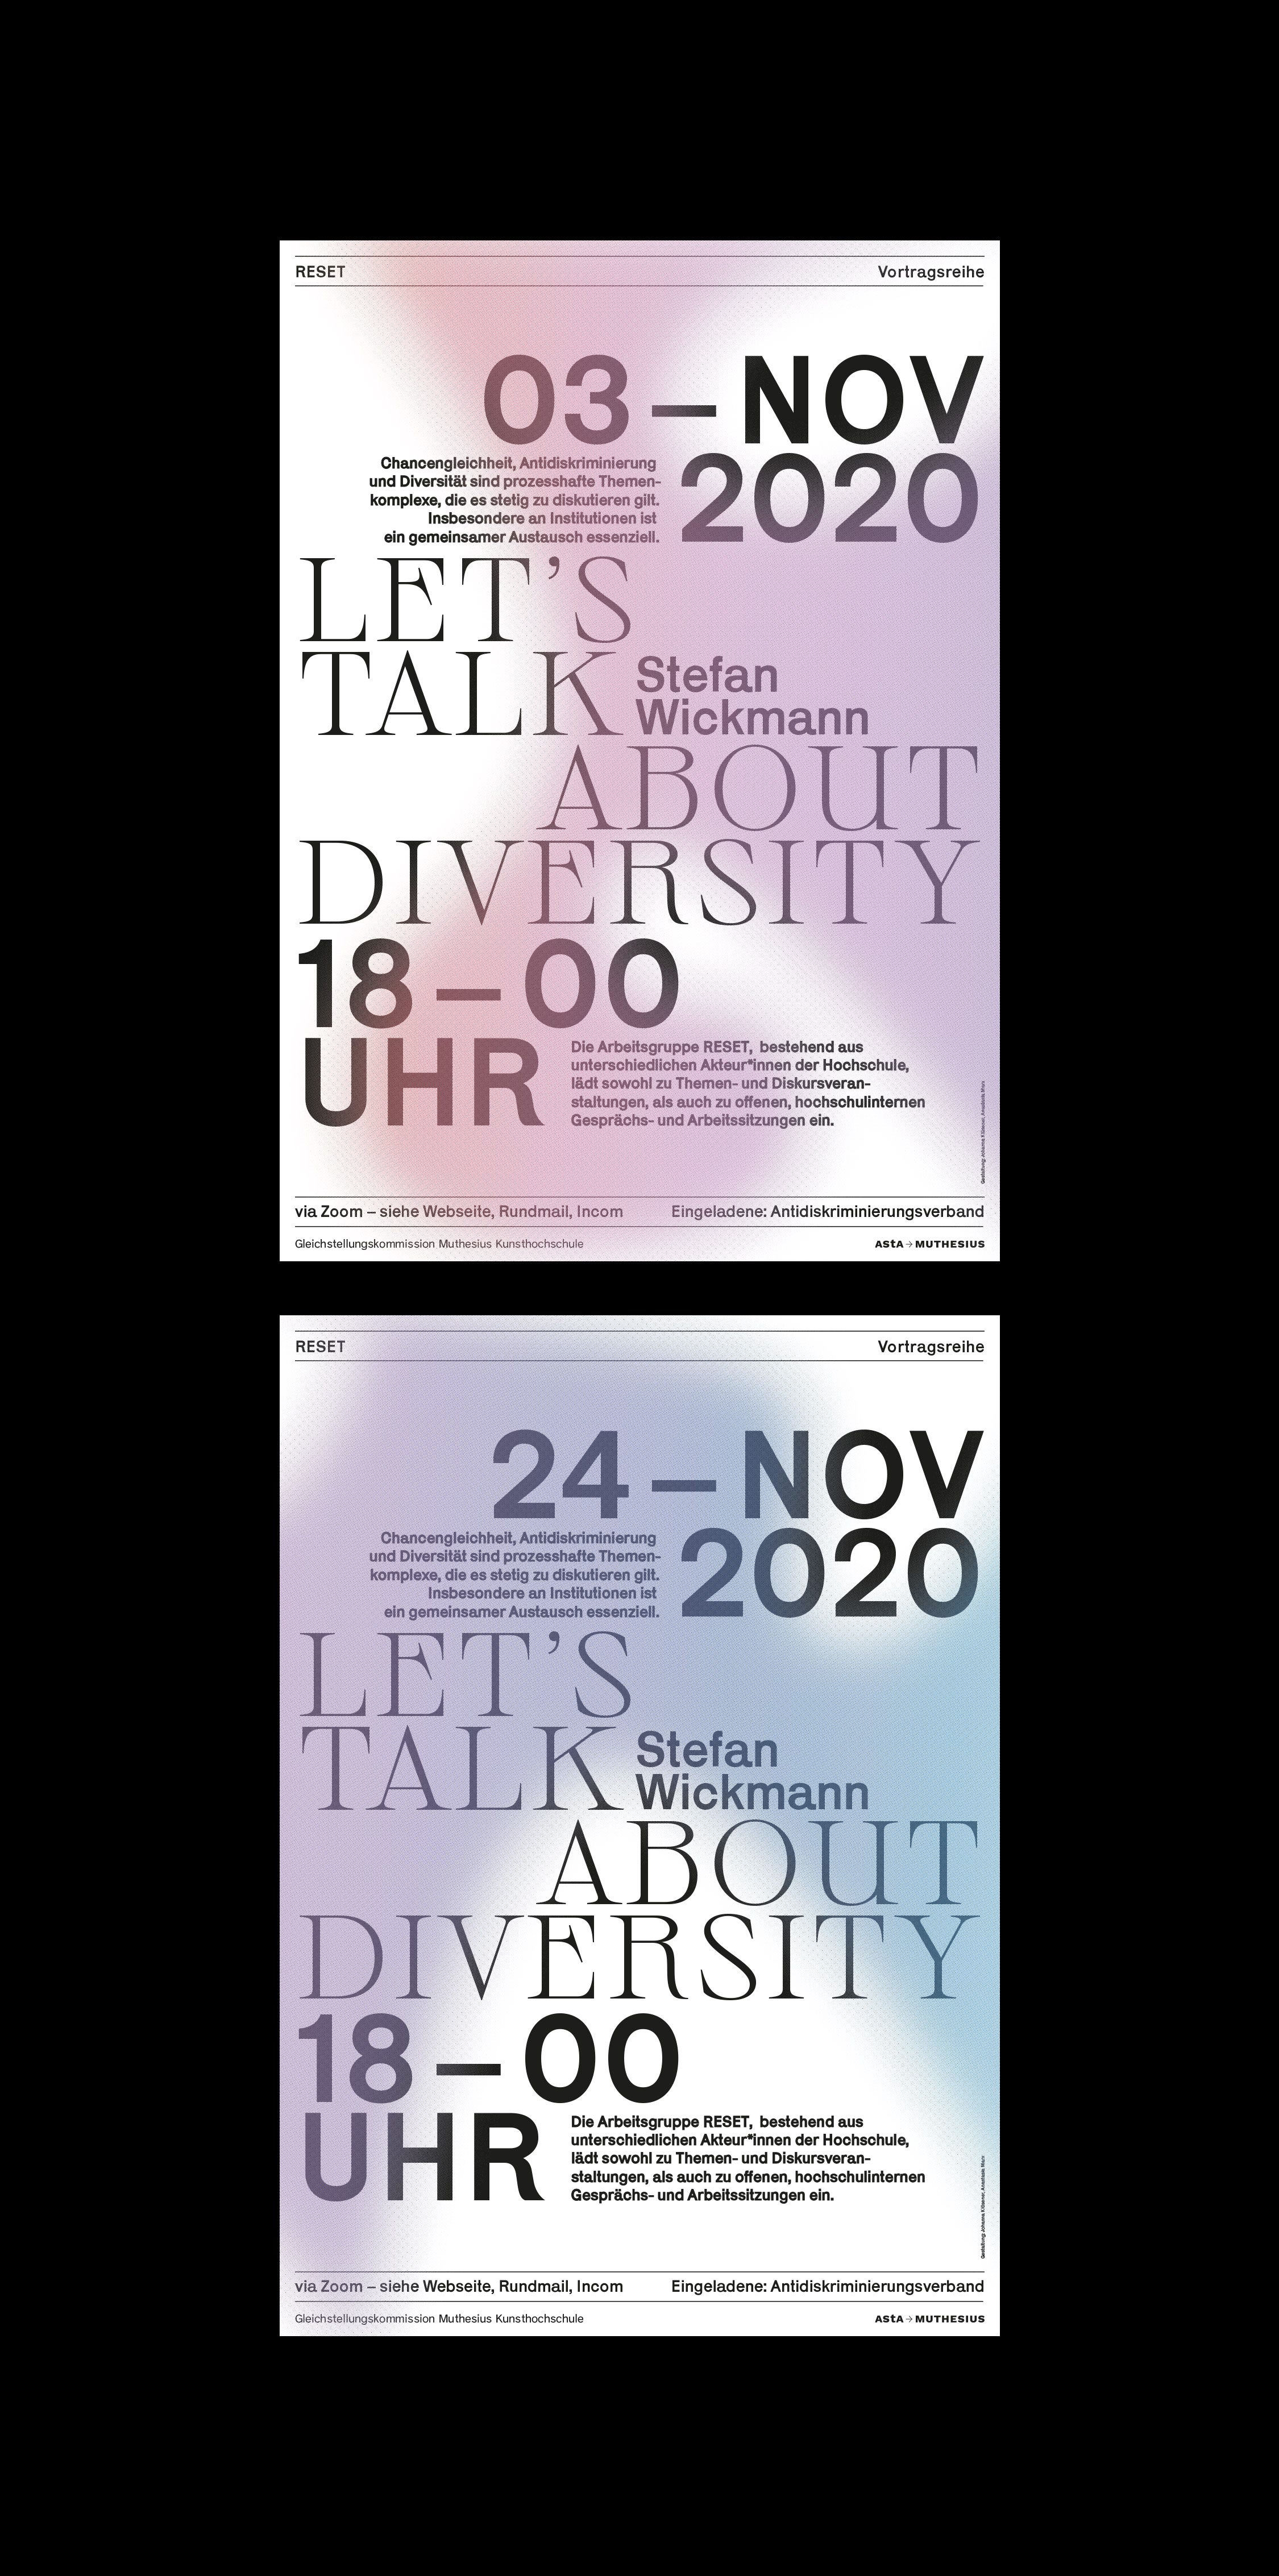 RESET Vortragsreihe
03 – NOV
Chancengleichheit, Antidiskriminierung
und Diversität sind prozesshafte Themen-
komplexe, die es stetig zu diskutieren gilt.
Insbesondere an Institutionen ist
ein gemeinsamer Austausch essenziell.
2020
LET’S
TALK
Stefan
Wickmann
ABOUT
DIVERSITY
18 – 00
UHR
Die Arbeitsgruppe RESET, bestehend aus
unterschiedlichen Akteur*innen der Hochschule,
lädt sowohl zu Themen- und Diskursveran-
staltungen, als auch zu offenen, hochschulinternen
Gesprächs- und Arbeitssitzungen ein.
via Zoom – siehe Webseite, Rundmail, Incom Eingeladene: Antidiskriminierungsverband
Gleichstellungskommission Muthesius Kunsthochschule AStA → MUTHESIUS
RESET Vortragsreihe
24 – NOV
Chancengleichheit, Antidiskriminierung
und Diversität sind prozesshafte Themen-
komplexe, die es stetig zu diskutieren gilt.
Insbesondere an Institutionen ist
ein gemeinsamer Austausch essenziell.
2020
LET’S
TALK
Stefan
Wickmann
ABOUT
DIVERSITY
18 – 00
UHR
Die Arbeitsgruppe RESET, bestehend aus
unterschiedlichen Akteur*innen der Hochschule,
lädt sowohl zu Themen- und Diskursveran-
staltungen, als auch zu offenen, hochschulinternen
Gesprächs- und Arbeitssitzungen ein.
via Zoom – siehe Webseite, Rundmail, Incom Eingeladene: Antidiskriminierungsverband
Gleichstellungskommission Muthesius Kunsthochschule AStA → MUTHESIUS